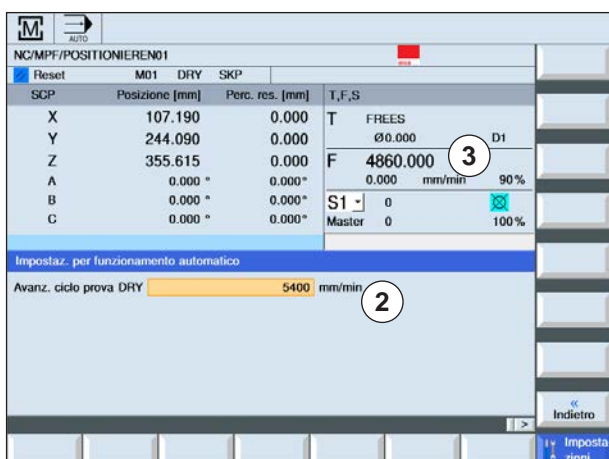 M
AUTO
NC/MPF/POSITIONIEREN01
Reset M01 DRY SKP
SCP Posizione [mm] Perc. res. [mm] T,F,S
X 107.190 0.000 T FREES
Y 244.090 0.000 Ø0.000 D1
Z 355.615 0.000 F 4860.000 3
A 0.000 ° 0.000° 0.000 mm/min 90%
B 0.000 ° 0.000° S1 0
C 0.000 ° 0.000° Master 0 100%
Impostaz. per funzionamento automatico
Avanz. ciclo prova DRY 5400 mm/min 2
«
Indietro
>
Imposta
zioni